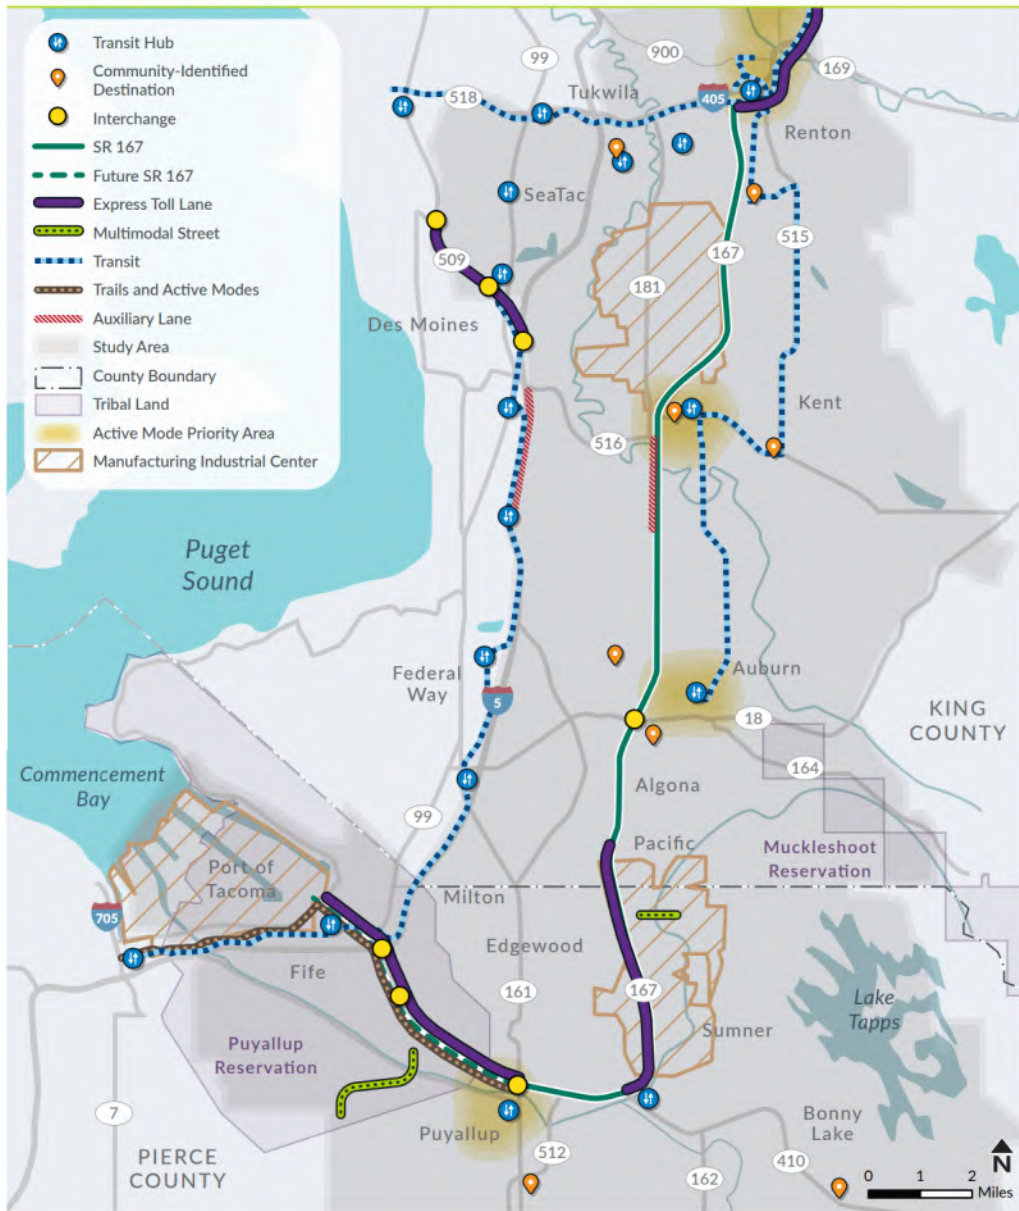 Transit Hub
Community-Identified
Destination
Interchange
SR 167
Future SR 167
Express Toll Lane
Multimodal Street
Transit
Trails and Active Modes
Auxiliary Lane
Study Area
County Boundary
Tribal Land
Active Mode Priority Area
Manufacturing Industrial Center
99
900
169
518
Tukwila
405
Renton
SeaTac
509
167
515
181
Des Moines
Kent
516
Puget
Sound
Federal
Way
Auburn
5
18
KING
COUNTY
Commencement
Bay
Algona
164
99
Pacific
Muckleshoot
Reservation
Port of
Tacoma
705
Milton
Edgewood
Fife
161
167
Lake
Tapps
Sumner
Puyallup
Reservation
7
Puyallup
Bonny
Lake
PIERCE
COUNTY
512
162
410
N
0 1 2
Miles